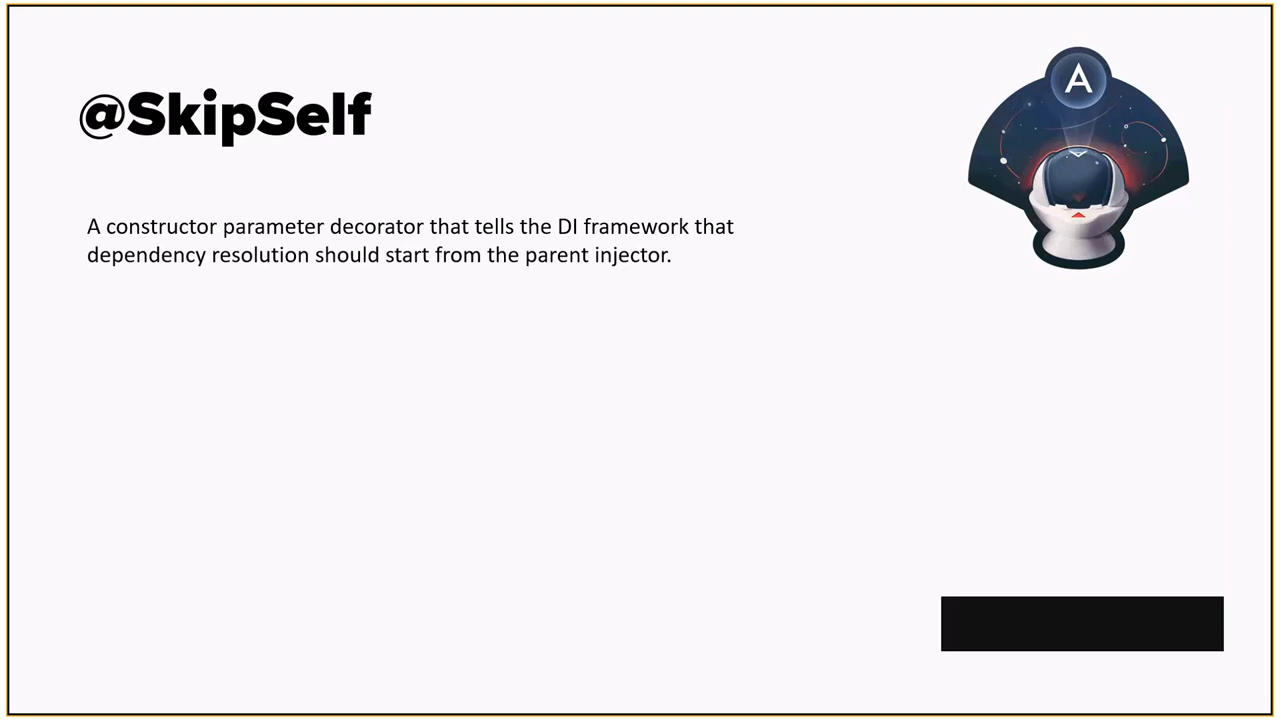 @SkipSelf
A
A constructor parameter decorator that tells the DI framework that
dependency resolution should start from the parent injector.